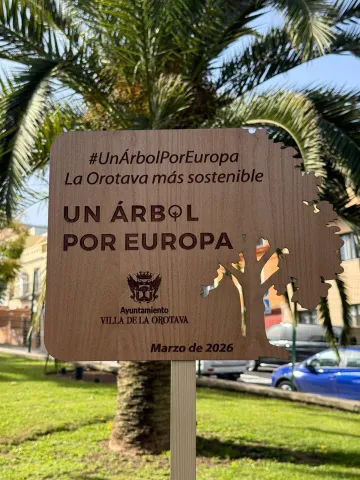 #UnÁrbolPorEuropa
La Orotava más sostenible
UN ÁRBOL
POR EUROPA
Ayuntamiento
VILLA DE LA OROTAVA
Marzo de 2026